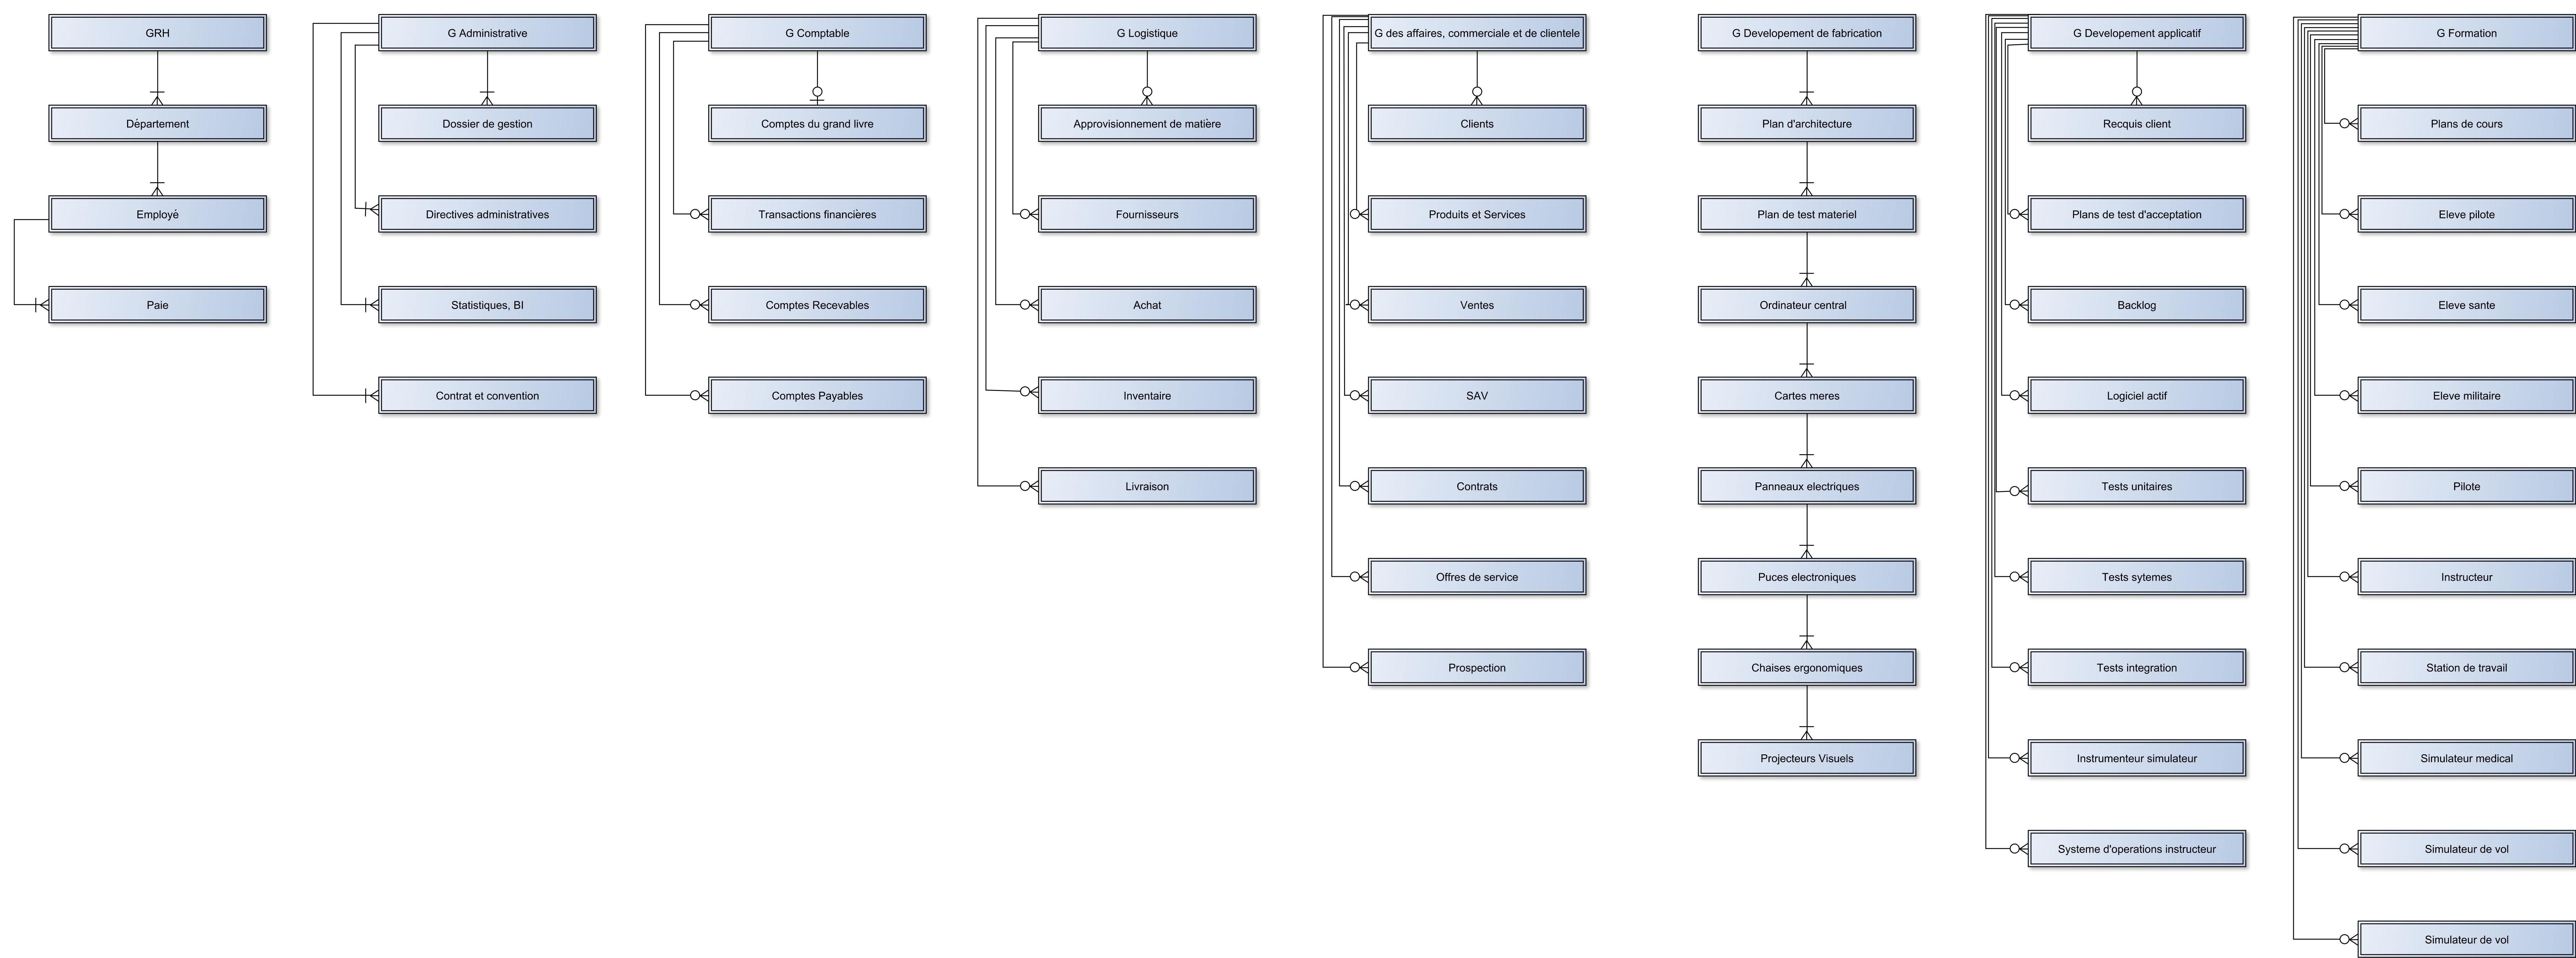 GRH
Département
Employé
Paie
G Administrative
Dossier de gestion
Directives administratives
Statistiques, BI
Contrat et convention
G Comptable
Comptes du grand livre
Transactions financières
Comptes Recevables
Comptes Payables
G Logistique
Approvisionnement de matière
Fournisseurs
Achat
Inventaire
Livraison
G des affaires, commerciale et de clientele
Clients
Produits et Services
Ventes
SAV
Contrats
Offres de service
Prospection
G Developement de fabrication
Plan d'architecture
Plan de test materiel
Ordinateur central
Cartes meres
Panneaux electriques
Puces electroniques
Chaises ergonomiques
Projecteurs Visuels
G Developement applicatif
Recquis client
Plans de test d'acceptation
Backlog
Logiciel actif
Tests unitaires
Tests sytemes
Tests integration
Instrumenteur simulateur
Systeme d'operations instructeur
G Formation
Plans de cours
Eleve pilote
Eleve sante
Eleve militaire
Pilote
Instructeur
Station de travail
Simulateur medical
Simulateur de vol
Simulateur de vol